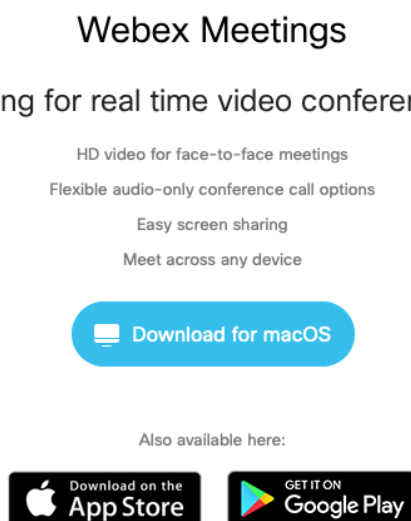 Webex Meetings
ng for real time video conferen
HD video for face-to-face meetings
Flexible audio-only conference call options
Easy screen sharing
Meet across any device
Download for macOS
Also available here:
Download on the
App Store
GET IT ON
Google Play